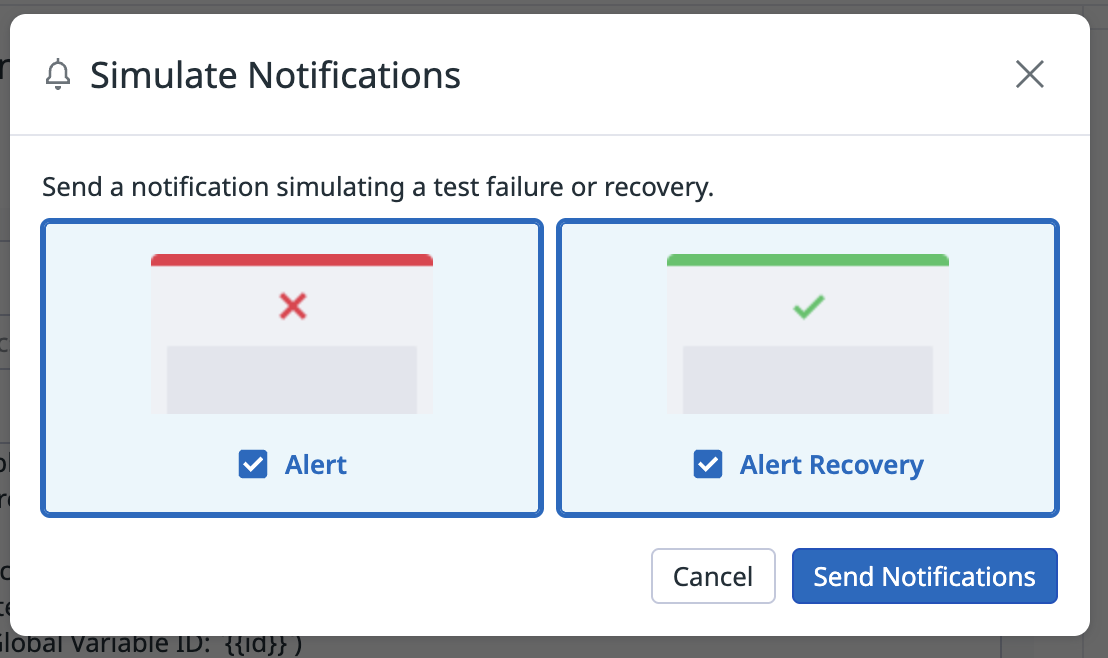 Simulate Notifications
Send a notification simulating a test failure or recovery.
Alert
Alert Recovery
Cancel
Send Notifications
Global Variable ID: {{id}} )